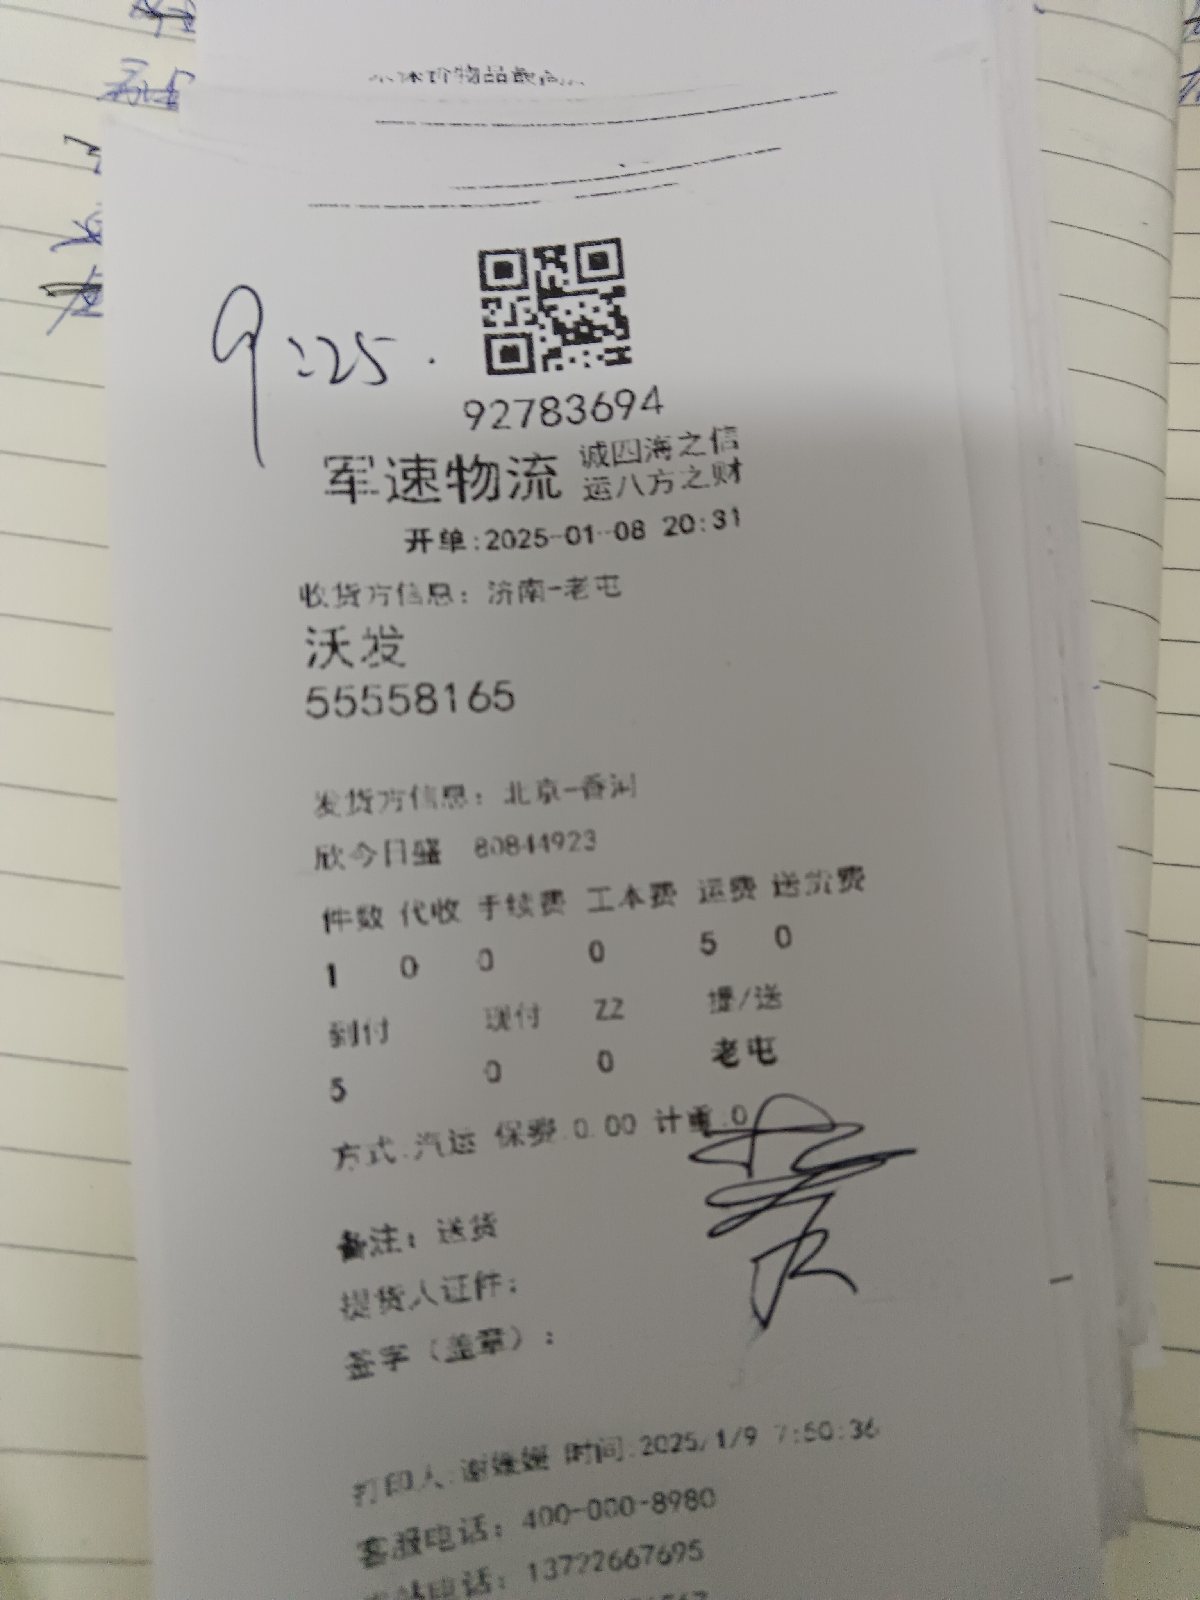 9:25.
92783694
军速物流 诚四海之信
运八方之财
开单:2025-01-08 20:31
收货方信息: 济南-老屯
沃发
55558165
发货方信息: 北京-香河
欣今日盛 80844923
件数 代收 手续费 工本费 运费 送货费
1 0 0 0 5 0
到付 现付 ZZ 提/送
5 0 0 老屯
方式:汽运 保费:0.00 计重:0
备注: 送货
提货人证件:
签字(盖章):
打印人:谢媛媛 时间:2025/1/9 7:50:36
客服电话: 400-000-8980
电话: 13722667695